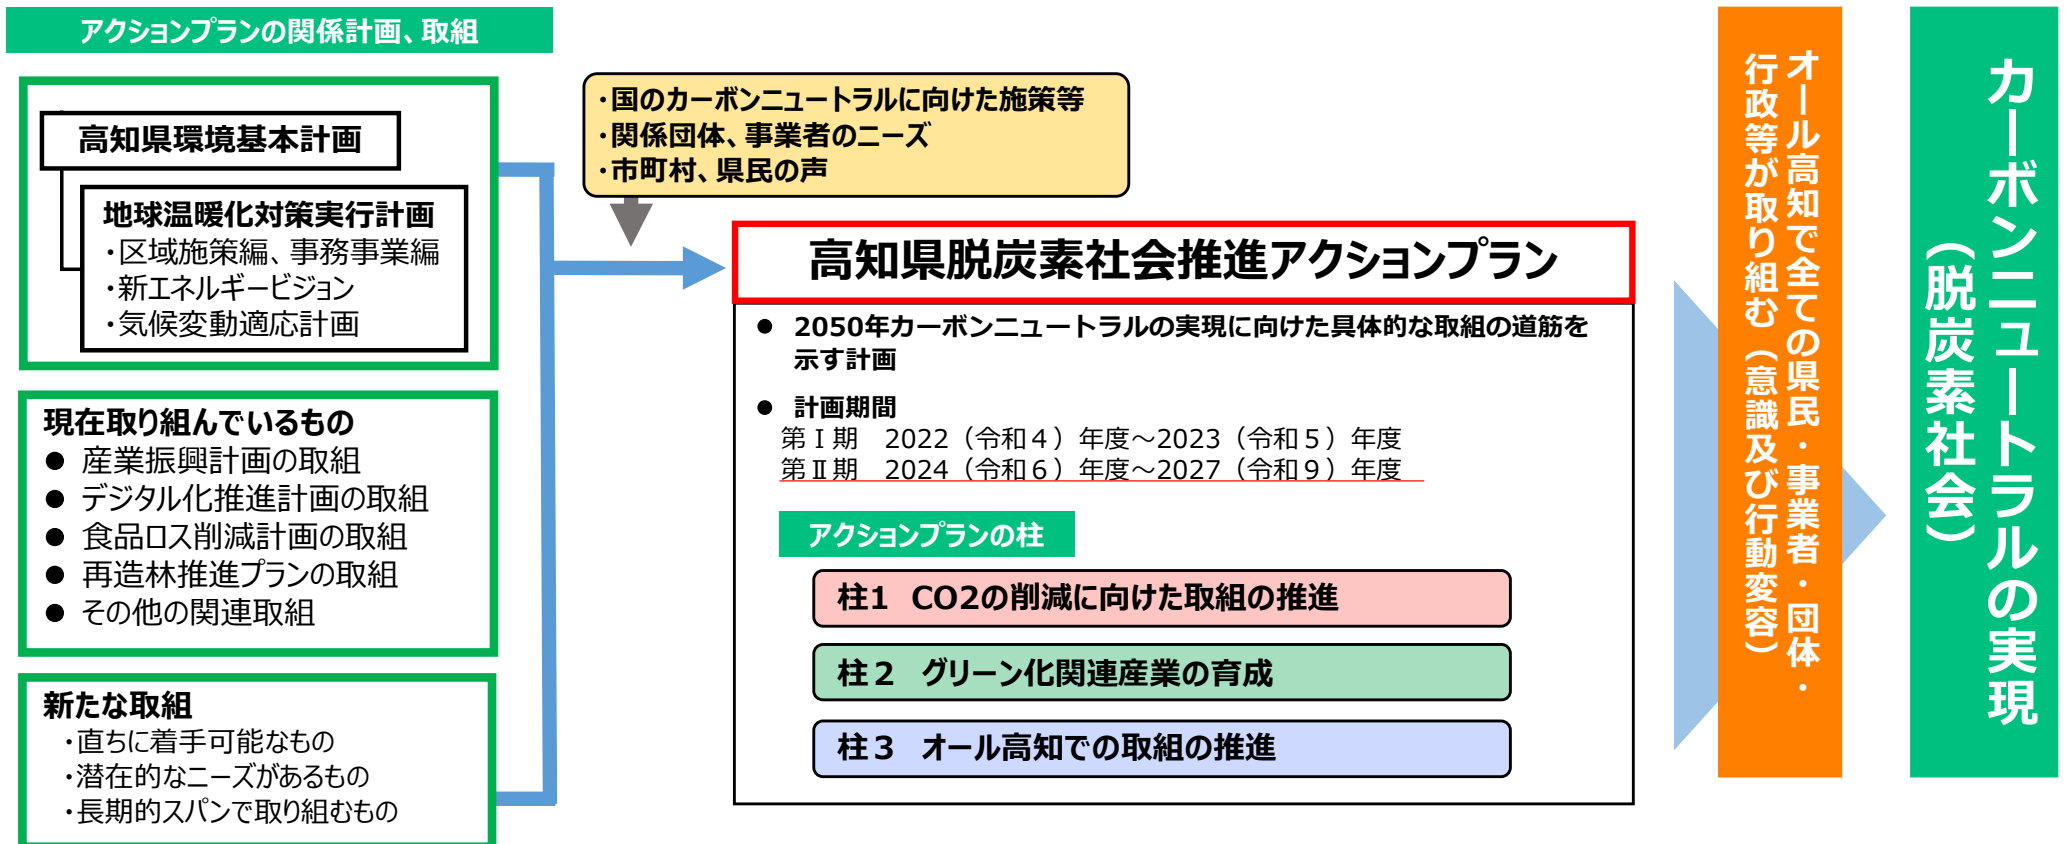 アクションプランの関係計画、取組
高知県環境基本計画
地球温暖化対策実行計画
・区域施策編、事務事業編
・新エネルギービジョン
・気候変動適応計画
現在取り組んでいるもの
● 産業振興計画の取組
● デジタル化推進計画の取組
● 食品ロス削減計画の取組
● 再造林推進プランの取組
● その他の関連取組
新たな取組
・直ちに着手可能なもの
・潜在的なニーズがあるもの
・長期的スパンで取り組むもの
・国のカーボンニュートラルに向けた施策等
・関係団体、事業者のニーズ
・市町村、県民の声
高知県脱炭素社会推進アクションプラン
● 2050年カーボンニュートラルの実現に向けた具体的な取組の道筋を
示す計画
● 計画期間
第Ⅰ期　2022（令和４）年度～2023（令和５）年度
第Ⅱ期　2024（令和６）年度～2027（令和９）年度
アクションプランの柱
柱1　CO2の削減に向けた取組の推進
柱２　グリーン化関連産業の育成
柱３　オール高知での取組の推進
オール高知で全ての県民・事業者・団体・
行政等が取り組む（意識及び行動変容）
カーボンニュートラルの実現
（脱炭素社会）